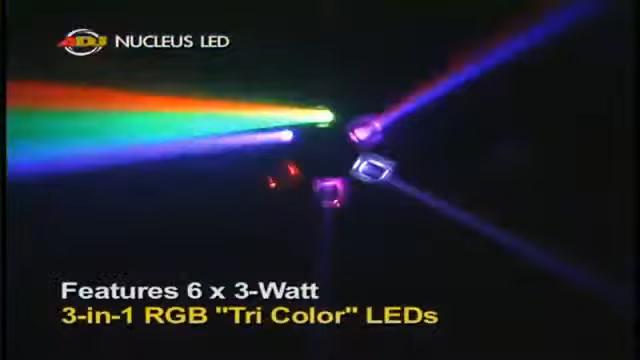 ADJ NUCLEUS LED
Features 6 x 3-Watt
3-in-1 RGB "Tri Color" LEDs